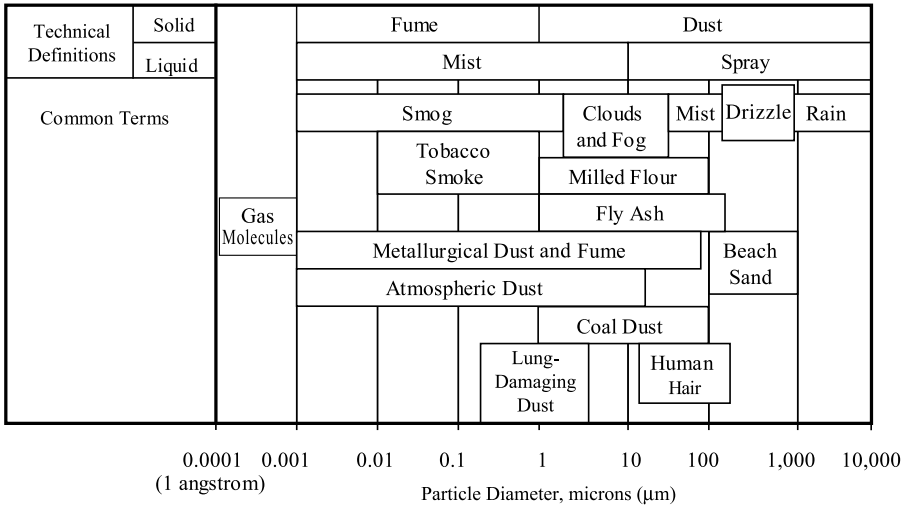 Technical
Definitions
Solid
Liquid
Fume
Dust
Mist
Spray
Common Terms
Smog
Clouds
and Fog
Mist
Drizzle
Rain
Tobacco
Smoke
Milled Flour
Fly Ash
Gas
Molecules
Metallurgical Dust and Fume
Beach
Sand
Atmospheric Dust
Coal Dust
Lung-
Damaging
Dust
Human
Hair
0.0001 0.001 0.01 0.1 1 10 100 1,000 10,000
(1 angstrom)
Particle Diameter, microns (μm)